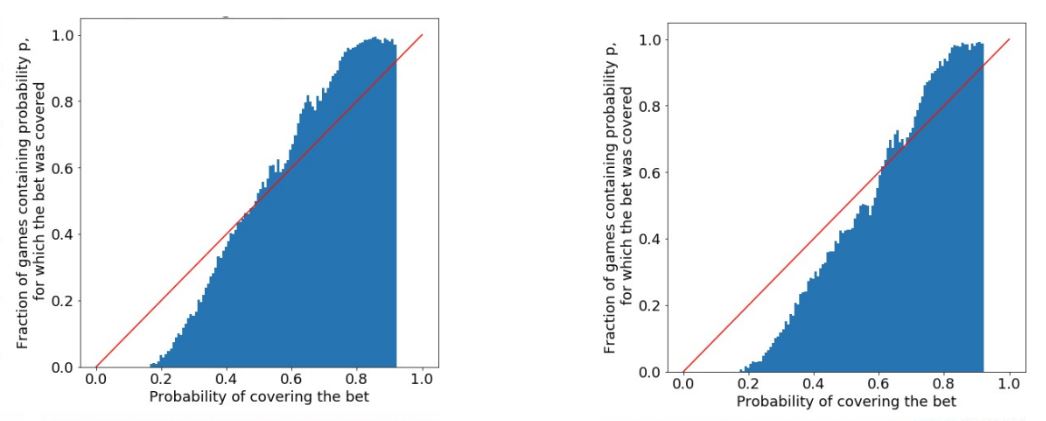 Fraction of games containing probability p,
for which the bet was covered
1.0
0.8
0.6
0.4
0.2
0.0
0.0 0.2 0.4 0.6 0.8 1.0
Probability of covering the bet
Fraction of games containing probability p,
for which the bet was covered
1.0
0.8
0.6
0.4
0.2
0.0
0.0 0.2 0.4 0.6 0.8 1.0
Probability of covering the bet